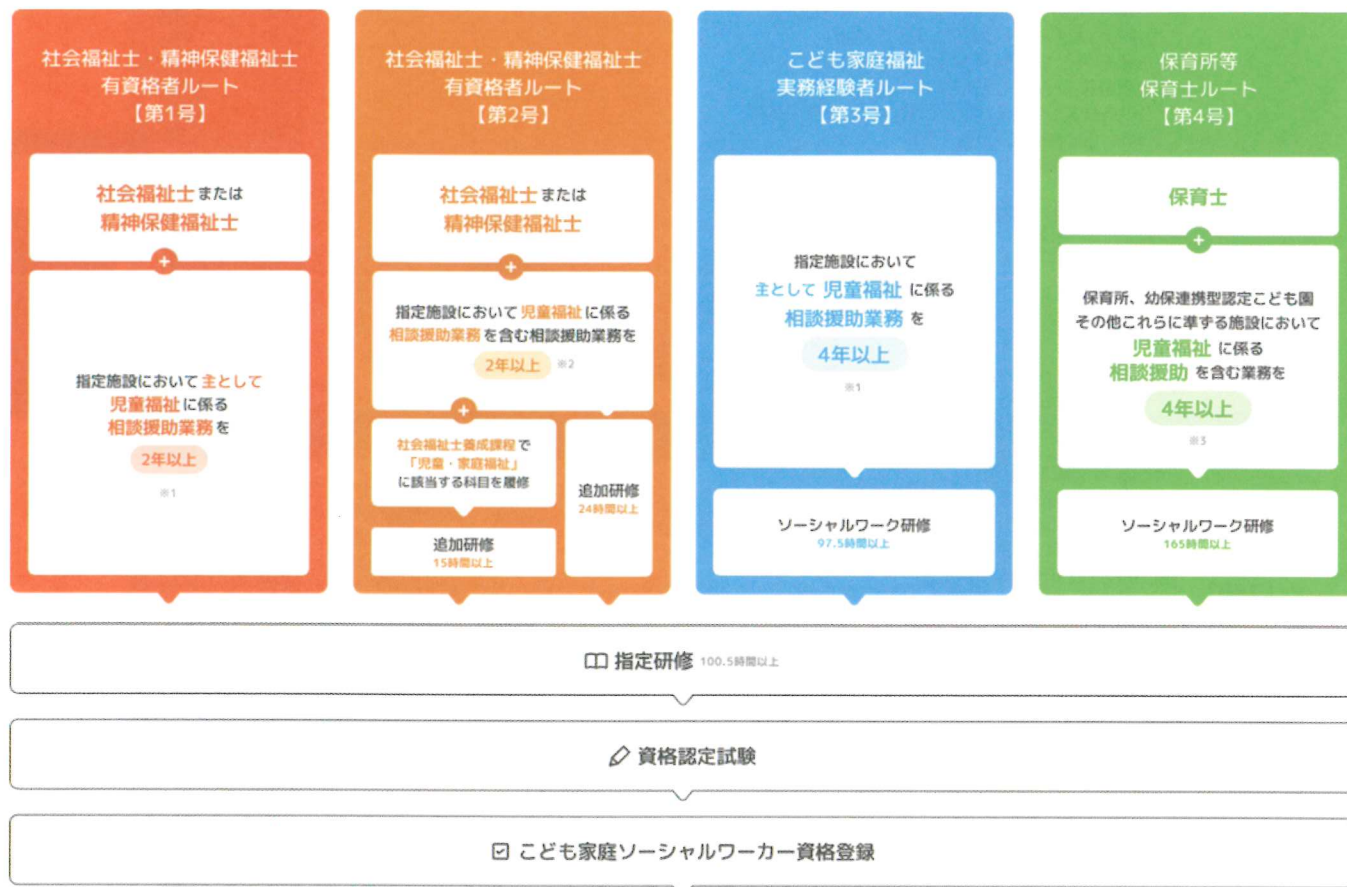 社会福祉士・精神保健福祉士
有資格者ルート
【第1号】
社会福祉士または
精神保健福祉士
+
指定施設において主として
児童福祉に係る
相談援助業務を
2年以上
※1
社会福祉士・精神保健福祉士
有資格者ルート
【第2号】
社会福祉士または
精神保健福祉士
+
指定施設において児童福祉に係る
相談援助業務を含む相談援助業務を
2年以上 ※2
+
社会福祉士養成課程で
「児童・家庭福祉」
に該当する科目を履修
追加研修
15時間以上
追加研修
24時間以上
こども家庭福祉
実務経験者ルート
【第3号】
指定施設において
主として 児童福祉 に係る
相談援助業務 を
4年以上
※1
ソーシャルワーク研修
97.5時間以上
保育所等
保育士ルート
【第4号】
保育士
+
保育所、幼保連携型認定こども園
その他これらに準ずる施設において
児童福祉 に係る
相談援助 を含む業務を
4年以上
※3
ソーシャルワーク研修
165時間以上
指定研修 100.5時間以上
資格認定試験
こども家庭ソーシャルワーカー資格登録